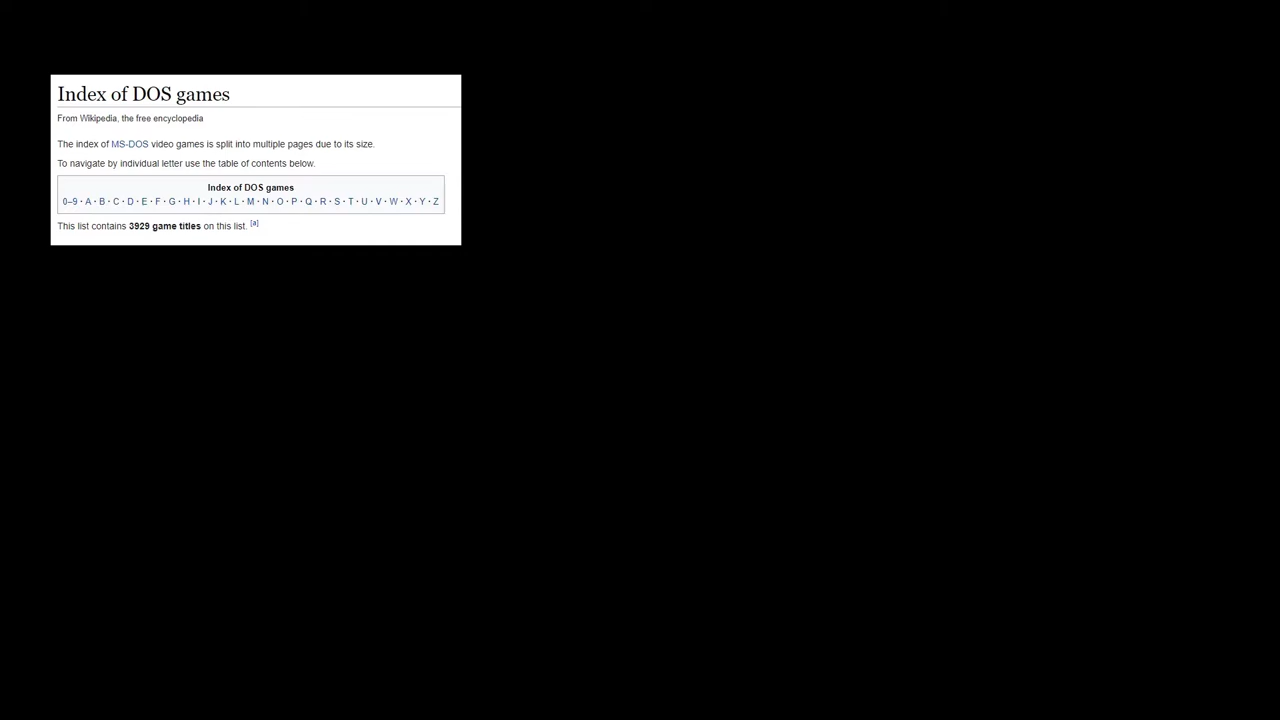 Index of DOS games
From Wikipedia, the free encyclopedia
The index of MS-DOS video games is split into multiple pages due to its size.
To navigate by individual letter use the table of contents below.
Index of DOS games
0–9 · A · B · C · D · E · F · G · H · I · J · K · L · M · N · O · P · Q · R · S · T · U · V · W · X · Y · Z
This list contains 3929 game titles on this list. [a]